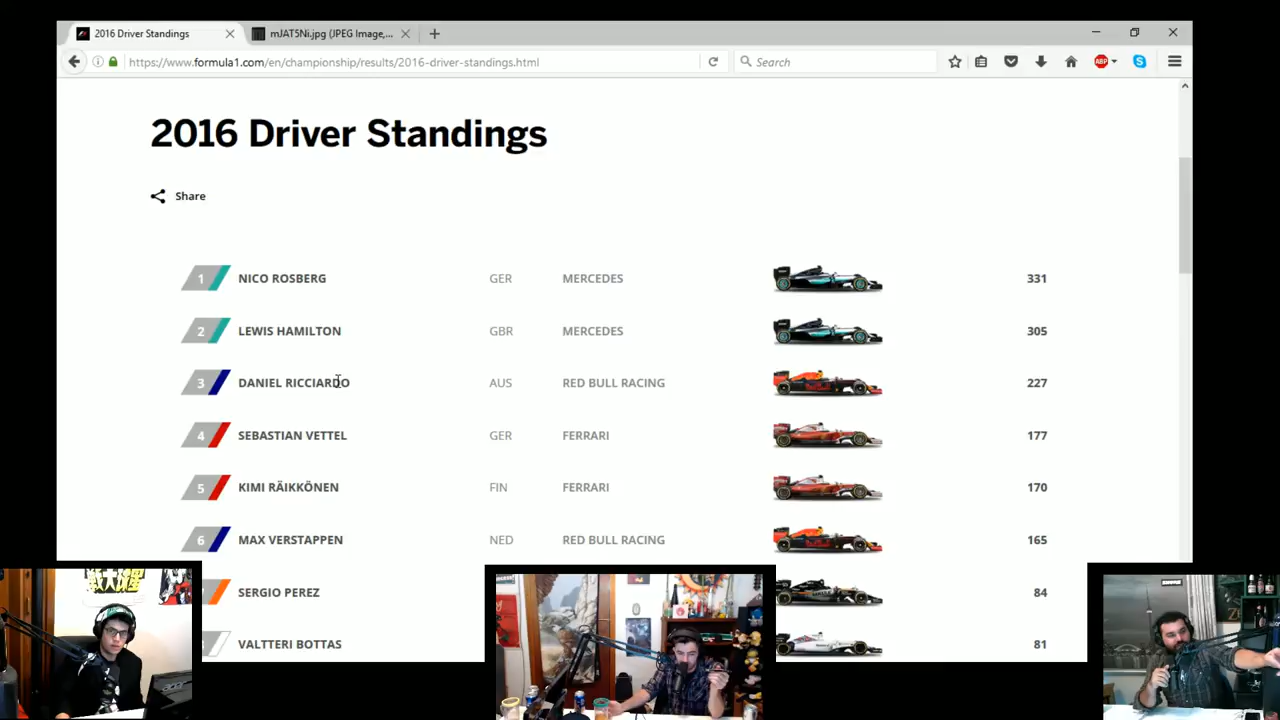 2016 Driver Standings
mJAT5Ni.jpg (JPEG Image,...
https://www.formula1.com/en/championship/results/2016-driver-standings.html
Search
ABP
2016 Driver Standings
Share
1 NICO ROSBERG GER MERCEDES 331
2 LEWIS HAMILTON GBR MERCEDES 305
3 DANIEL RICCIARDO AUS RED BULL RACING 227
4 SEBASTIAN VETTEL GER FERRARI 177
5 KIMI RÄIKKÖNEN FIN FERRARI 170
6 MAX VERSTAPPEN NED RED BULL RACING 165
SERGIO PEREZ 84
VALTTERI BOTTAS 81